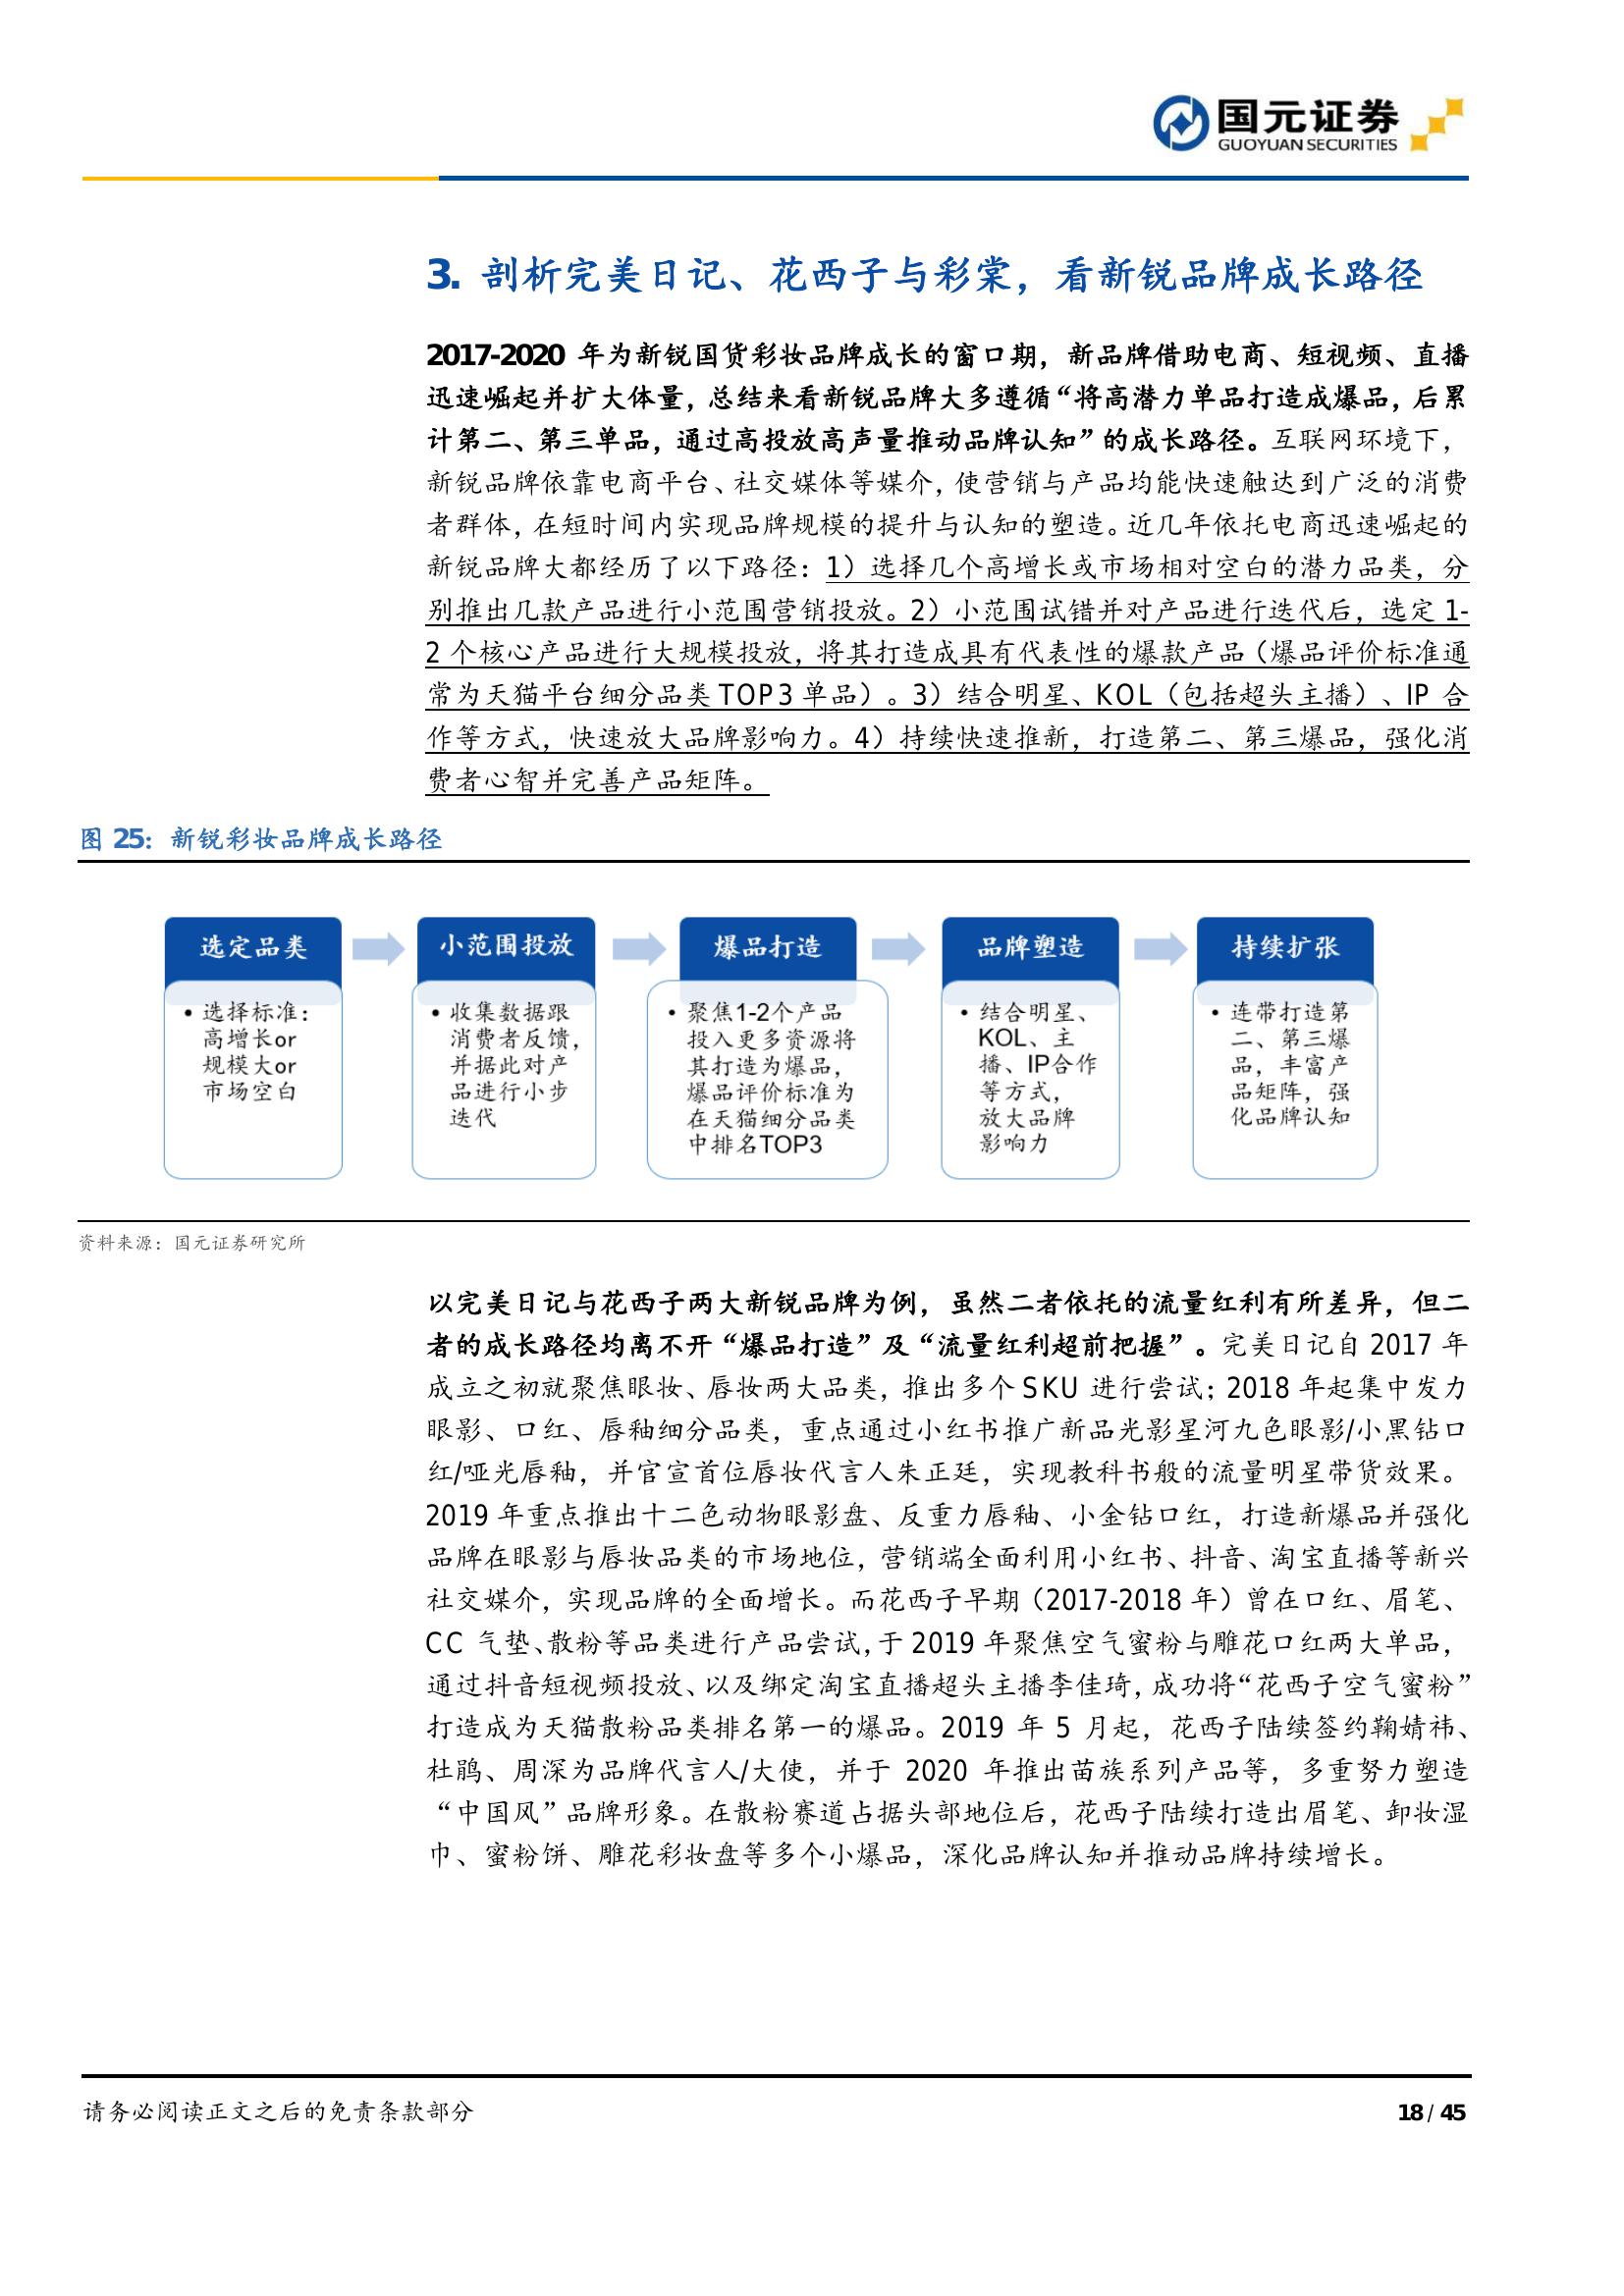 国元证券
GUOYUAN SECURITIES
3. 剖析完美日记、花西子与彩棠，看新锐品牌成长路径
2017-2020 年为新锐国货彩妆品牌成长的窗口期，新品牌借助电商、短视频、直播
迅速崛起并扩大体量，总结来看新锐品牌大多遵循“将高潜力单品打造成爆品，后累
计第二、第三单品，通过高投放高声量推动品牌认知”的成长路径。互联网环境下，
新锐品牌依靠电商平台、社交媒体等媒介，使营销与产品均能快速触达到广泛的消费
者群体，在短时间内实现品牌规模的提升与认知的塑造。近几年依托电商迅速崛起的
新锐品牌大都经历了以下路径：1）选择几个高增长或市场相对空白的潜力品类，分
别推出几款产品进行小范围营销投放。2）小范围试错并对产品进行迭代后，选定 1-
2 个核心产品进行大规模投放，将其打造成具有代表性的爆款产品（爆品评价标准通
常为天猫平台细分品类 TOP3 单品）。3）结合明星、KOL（包括超头主播）、IP 合
作等方式，快速放大品牌影响力。4）持续快速推新，打造第二、第三爆品，强化消
费者心智并完善产品矩阵。
图 25：新锐彩妆品牌成长路径
选定品类
• 选择标准：
高增长or
规模大or
市场空白
小范围投放
• 收集数据跟
消费者反馈，
并据此对产
品进行小步
迭代
爆品打造
• 聚焦1-2个产品
投入更多资源将
其打造为爆品，
爆品评价标准为
在天猫细分品类
中排名TOP3
品牌塑造
• 结合明星、
KOL、主
播、IP合作
等方式，
放大品牌
影响力
持续扩张
• 连带打造第
二、第三爆
品，丰富产
品矩阵，强
化品牌认知
资料来源：国元证券研究所
以完美日记与花西子两大新锐品牌为例，虽然二者依托的流量红利有所差异，但二
者的成长路径均离不开“爆品打造”及“流量红利超前把握”。完美日记自 2017 年
成立之初就聚焦眼妆、唇妆两大品类，推出多个 SKU 进行尝试；2018 年起集中发力
眼影、口红、唇釉细分品类，重点通过小红书推广新品光影星河九色眼影/小黑钻口
红/哑光唇釉，并官宣首位唇妆代言人朱正廷，实现教科书般的流量明星带货效果。
2019 年重点推出十二色动物眼影盘、反重力唇釉、小金钻口红，打造新爆品并强化
品牌在眼影与唇妆品类的市场地位，营销端全面利用小红书、抖音、淘宝直播等新兴
社交媒介，实现品牌的全面增长。而花西子早期（2017-2018 年）曾在口红、眉笔、
CC 气垫、散粉等品类进行产品尝试，于 2019 年聚焦空气蜜粉与雕花口红两大单品，
通过抖音短视频投放、以及绑定淘宝直播超头主播李佳琦，成功将“花西子空气蜜粉”
打造成为天猫散粉品类排名第一的爆品。2019 年 5 月起，花西子陆续签约鞠婧祎、
杜鹃、周深为品牌代言人/大使，并于 2020 年推出苗族系列产品等，多重努力塑造
“中国风”品牌形象。在散粉赛道占据头部地位后，花西子陆续打造出眉笔、卸妆湿
巾、蜜粉饼、雕花彩妆盘等多个小爆品，深化品牌认知并推动品牌持续增长。
请务必阅读正文之后的免责条款部分
18 / 45